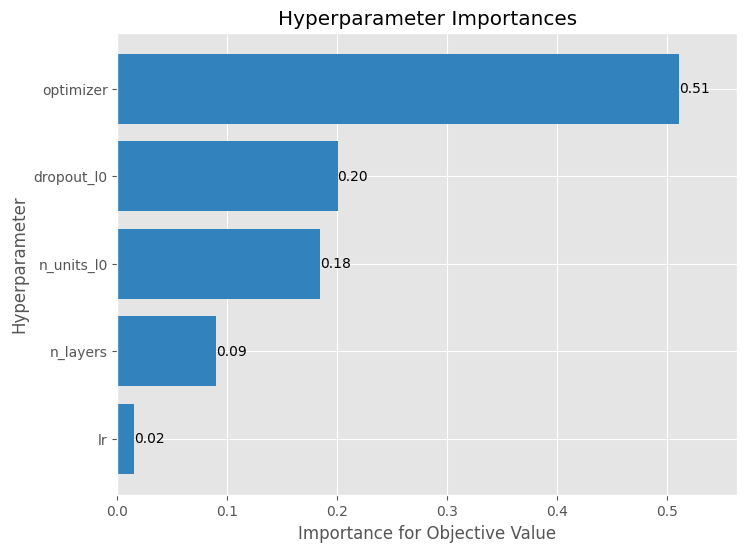 Hyperparameter Importances
Hyperparameter
optimizer
0.51
dropout_l0
0.20
n_units_l0
0.18
n_layers
0.09
lr
0.02
0.0 0.1 0.2 0.3 0.4 0.5
Importance for Objective Value